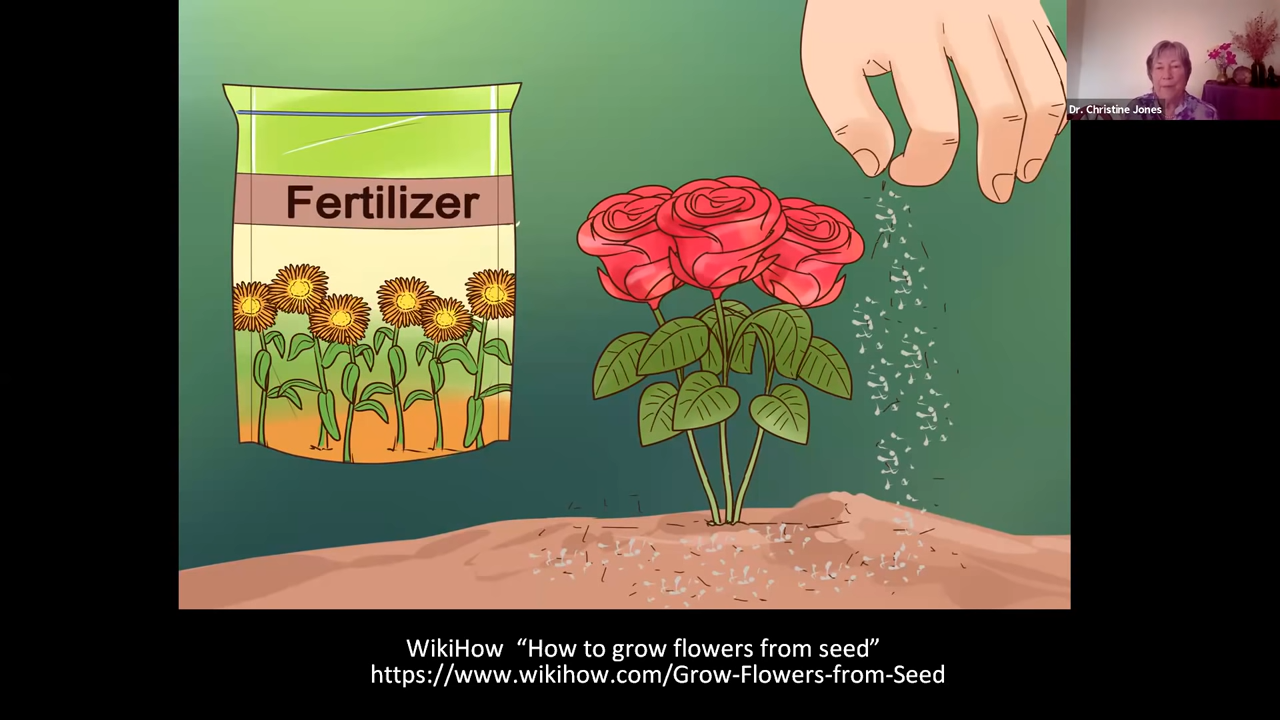 Dr. Christine Jones
Fertilizer
WikiHow “How to grow flowers from seed”
https://www.wikihow.com/Grow-Flowers-from-Seed